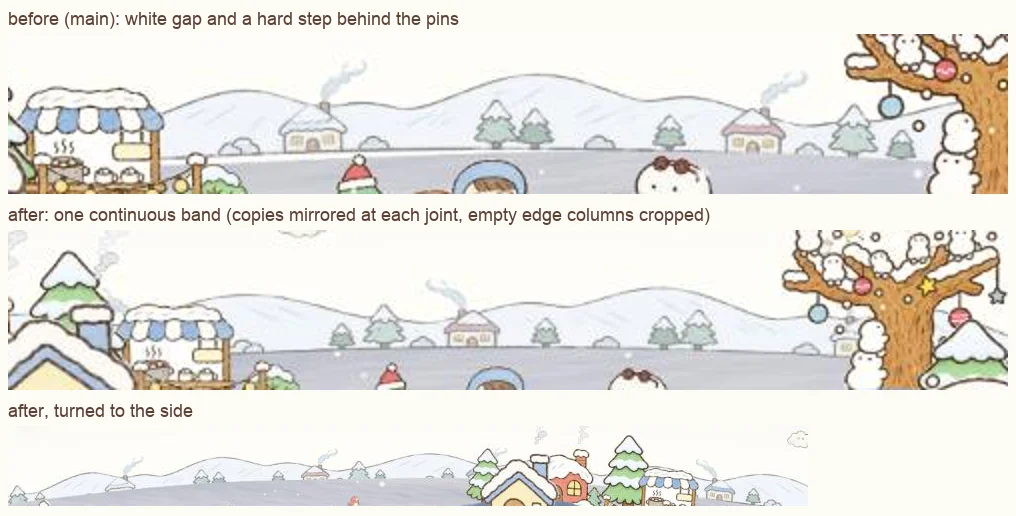 before (main): white gap and a hard step behind the pins
after: one continuous band (copies mirrored at each joint, empty edge columns cropped)
after, turned to the side